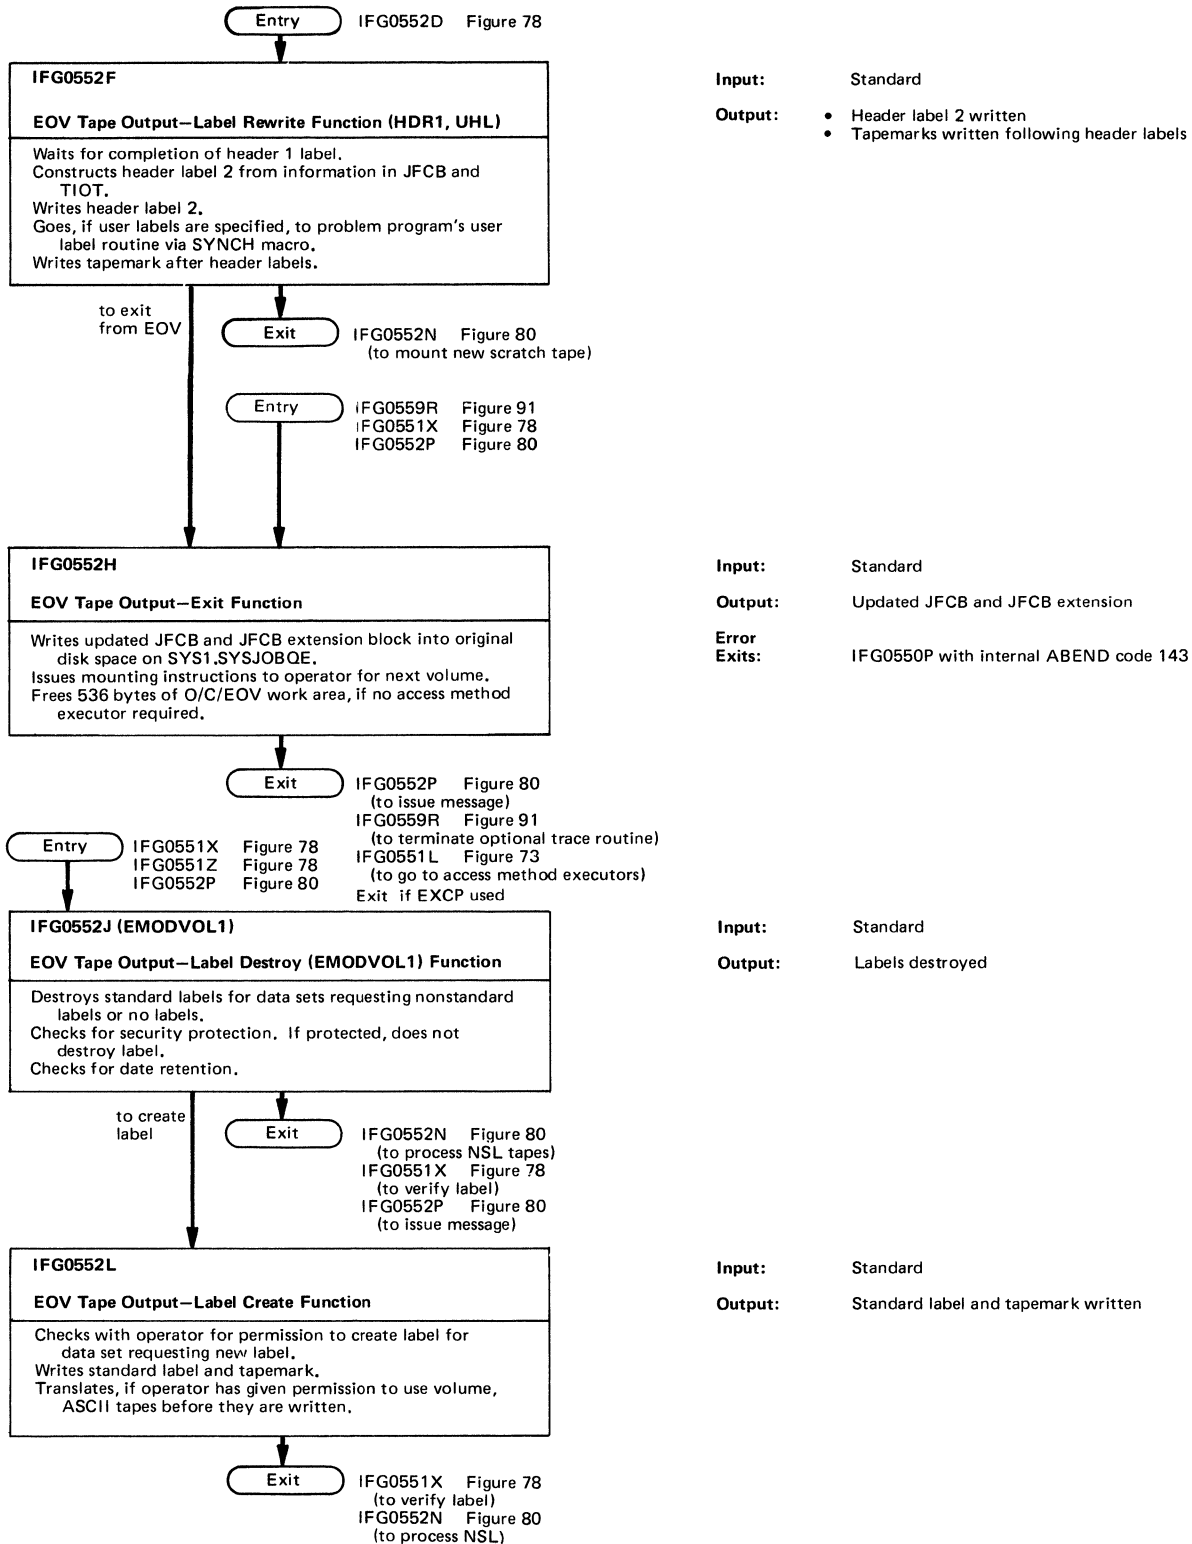 Entry
IFG0552D Figure 78
IFG0552F
EOV Tape Output—Label Rewrite Function (HDR1, UHL)
Waits for completion of header 1 label.
Constructs header label 2 from information in JFCB and
TIOT.
Writes header label 2.
Goes, if user labels are specified, to problem program's user
label routine via SYNCH macro.
Writes tapemark after header labels.
Input: Standard
Output: • Header label 2 written
• Tapemarks written following header labels
to exit
from EOV
Exit
IFG0552N Figure 80
(to mount new scratch tape)
Entry
IFG0559R Figure 91
IFG0551X Figure 78
IFG0552P Figure 80
IFG0552H
EOV Tape Output—Exit Function
Writes updated JFCB and JFCB extension block into original
disk space on SYS1.SYSJOBQE.
Issues mounting instructions to operator for next volume.
Frees 536 bytes of O/C/EOV work area, if no access method
executor required.
Input: Standard
Output: Updated JFCB and JFCB extension
Error
Exits: IFG0550P with internal ABEND code 143
Exit
IFG0552P Figure 80
(to issue message)
IFG0559R Figure 91
(to terminate optional trace routine)
IFG0551L Figure 73
(to go to access method executors)
Exit if EXCP used
Entry
IFG0551X Figure 78
IFG0551Z Figure 78
IFG0552P Figure 80
IFG0552J (EMODVOL1)
EOV Tape Output—Label Destroy (EMODVOL1) Function
Destroys standard labels for data sets requesting nonstandard
labels or no labels.
Checks for security protection. If protected, does not
destroy label.
Checks for date retention.
Input: Standard
Output: Labels destroyed
to create
label
Exit
IFG0552N Figure 80
(to process NSL tapes)
IFG0551X Figure 78
(to verify label)
IFG0552P Figure 80
(to issue message)
IFG0552L
EOV Tape Output—Label Create Function
Checks with operator for permission to create label for
data set requesting new label.
Writes standard label and tapemark.
Translates, if operator has given permission to use volume,
ASCII tapes before they are written.
Input: Standard
Output: Standard label and tapemark written
Exit
IFG0551X Figure 78
(to verify label)
IFG0552N Figure 80
(to process NSL)